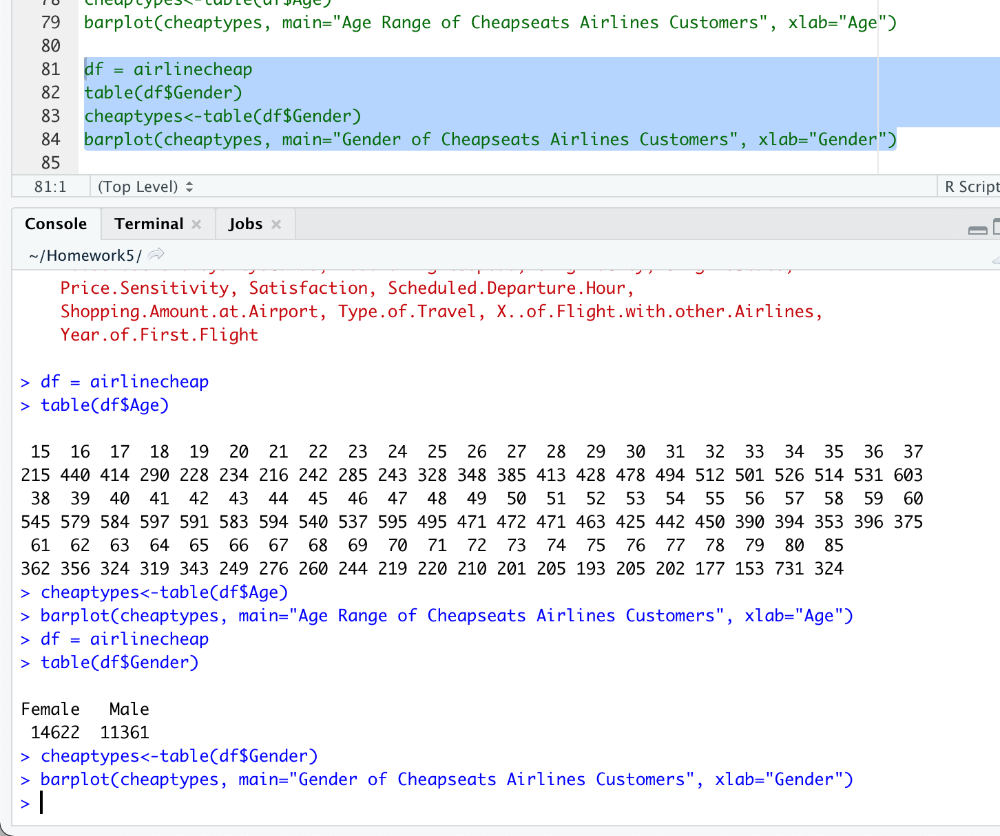 78 cheaptypes<-table(df$Age)
79 barplot(cheaptypes, main="Age Range of Cheapseats Airlines Customers", xlab="Age")
80
81 df = airlinecheap
82 table(df$Gender)
83 cheaptypes<-table(df$Gender)
84 barplot(cheaptypes, main="Gender of Cheapseats Airlines Customers", xlab="Gender")
85
81:1 (Top Level) R Script
Console Terminal Jobs
~/Homework5/
Price.Sensitivity, Satisfaction, Scheduled.Departure.Hour,
Shopping.Amount.at.Airport, Type.of.Travel, X..of.Flight.with.other.Airlines,
Year.of.First.Flight
> df = airlinecheap
> table(df$Age)
15 16 17 18 19 20 21 22 23 24 25 26 27 28 29 30 31 32 33 34 35 36 37
215 440 414 290 228 234 216 242 285 243 328 348 385 413 428 478 494 512 501 526 514 531 603
38 39 40 41 42 43 44 45 46 47 48 49 50 51 52 53 54 55 56 57 58 59 60
545 579 584 597 591 583 594 540 537 595 495 471 472 471 463 425 442 450 390 394 353 396 375
61 62 63 64 65 66 67 68 69 70 71 72 73 74 75 76 77 78 79 80 85
362 356 324 319 343 249 276 260 244 219 220 210 201 205 193 205 202 177 153 731 324
> cheaptypes<-table(df$Age)
> barplot(cheaptypes, main="Age Range of Cheapseats Airlines Customers", xlab="Age")
> df = airlinecheap
> table(df$Gender)
Female Male
14622 11361
> cheaptypes<-table(df$Gender)
> barplot(cheaptypes, main="Gender of Cheapseats Airlines Customers", xlab="Gender")
>